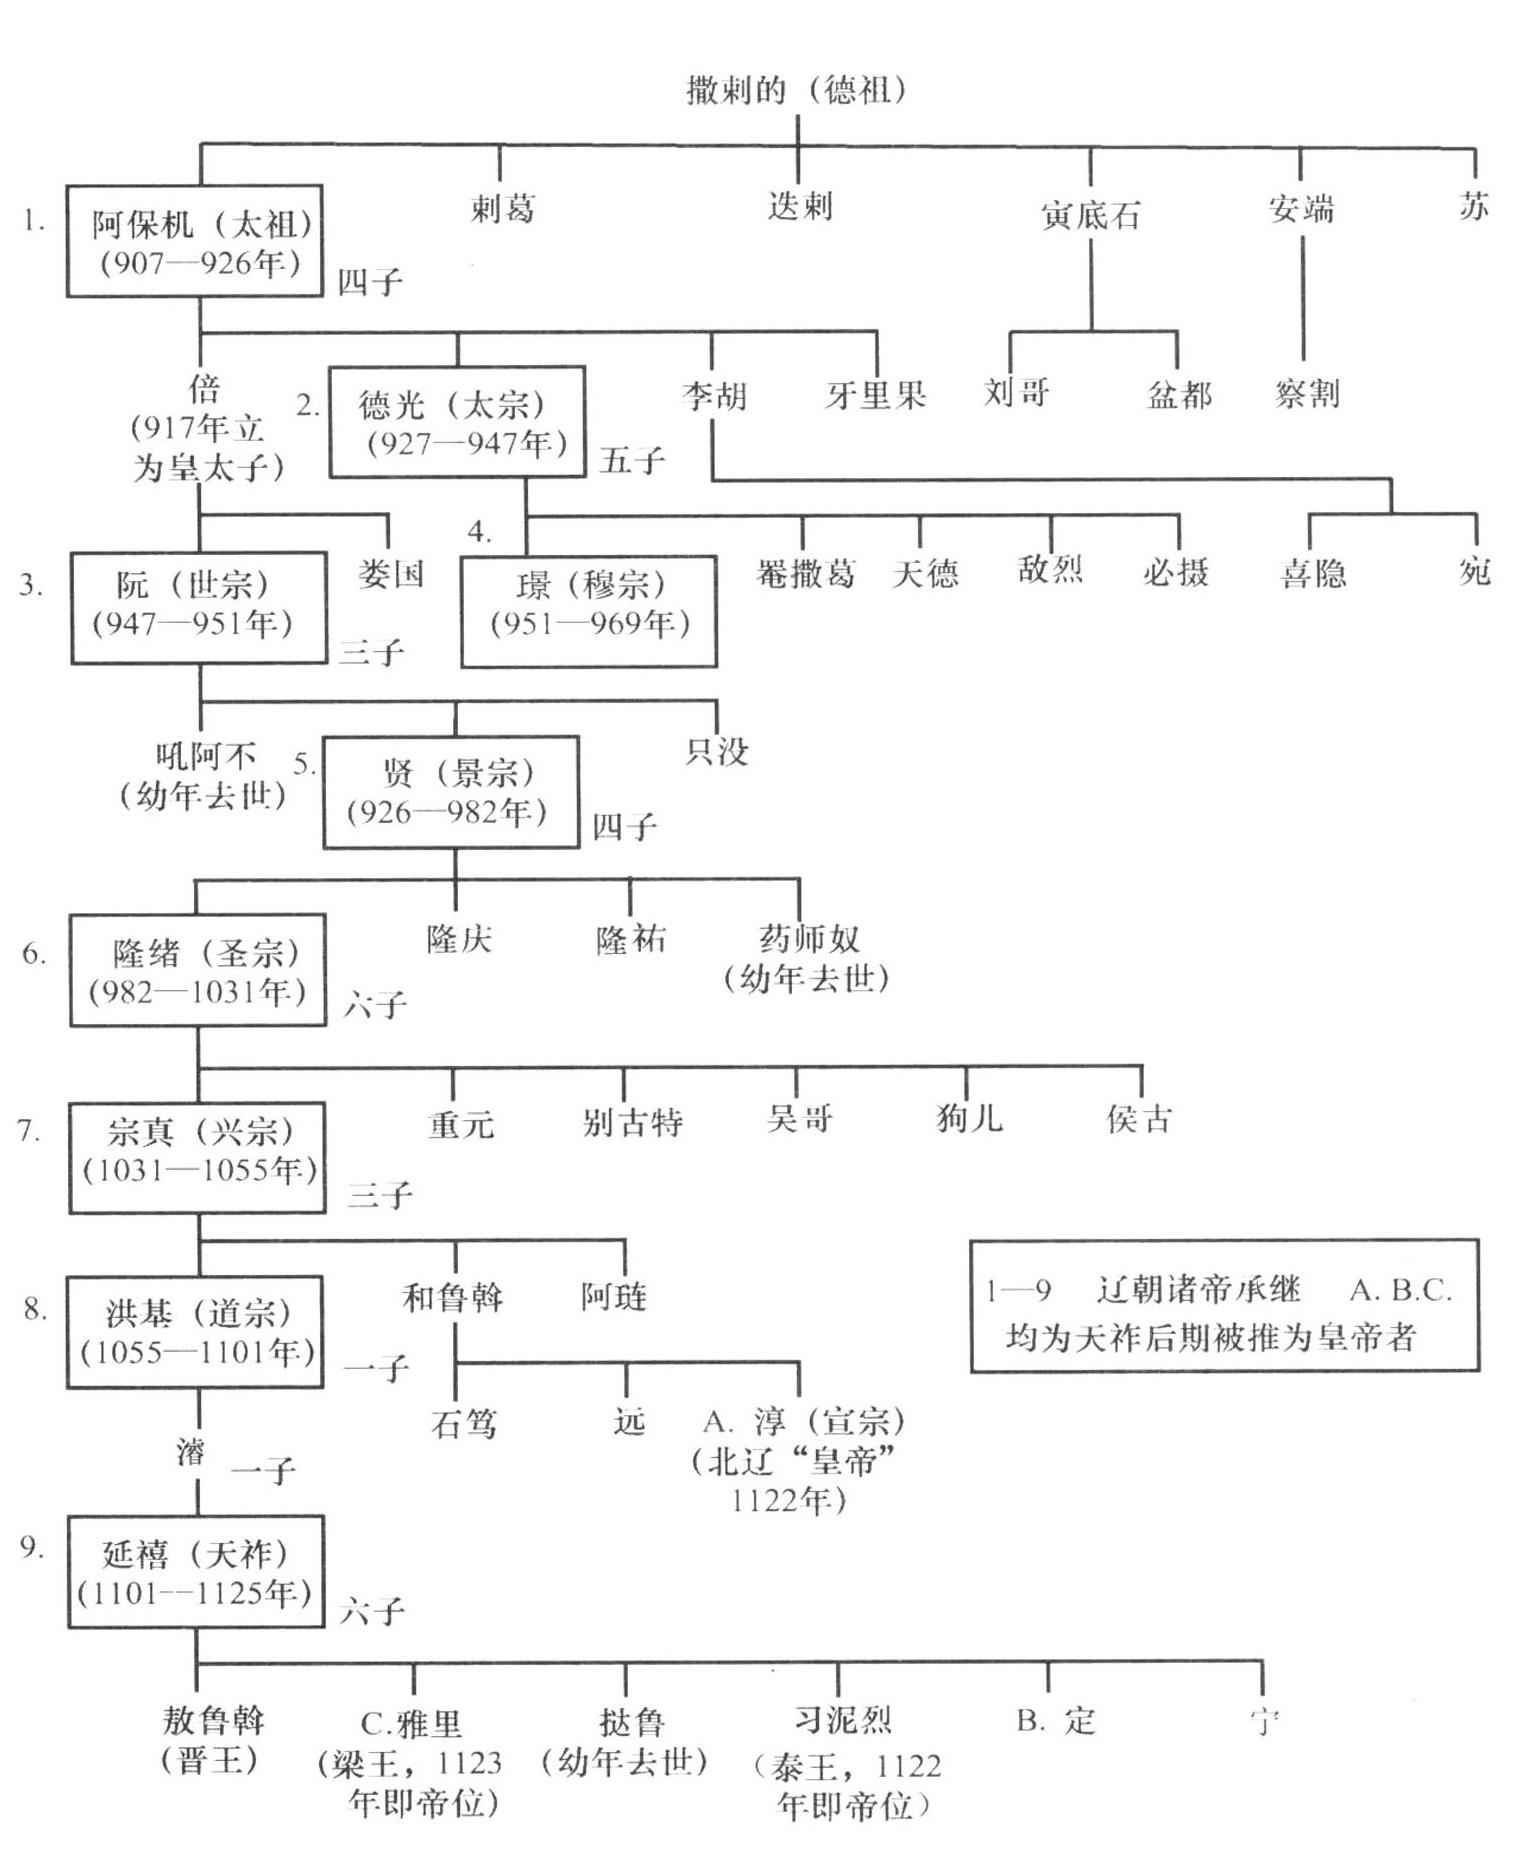 撒剌的（德祖）
1.
阿保机（太祖）
(907—926年)
四子
剌葛
迭剌
寅底石
安端
苏
倍
(917年立
为皇太子)
2.
德光（太宗）
(927—947年)
五子
李胡
牙里果
刘哥
盆都
察割
3.
阮（世宗）
(947—951年)
三子
娄国
4.
璟（穆宗）
(951—969年)
罨撒葛
天德
敌烈
必摄
喜隐
宛
吼阿不
(幼年去世)
5.
贤（景宗）
(926—982年)
四子
只没
6.
隆绪（圣宗）
(982—1031年)
六子
隆庆
隆祐
药师奴
(幼年去世)
7.
宗真（兴宗）
(1031—1055年)
三子
重元
别古特
吴哥
狗儿
侯古
8.
洪基（道宗）
(1055—1101年)
一子
和鲁斡
阿琏
1—9 辽朝诸帝承继 A. B.C.
均为天祚后期被推为皇帝者
石笃
远
A. 淳（宣宗）
(北辽“皇帝”
1122年)
濬
一子
9.
延禧（天祚）
(1101—1125年)
六子
敖鲁斡
(晋王)
C.雅里
(梁王，1123
年即帝位)
挞鲁
(幼年去世)
习泥烈
（泰王，1122
年即帝位）
B. 定
宁